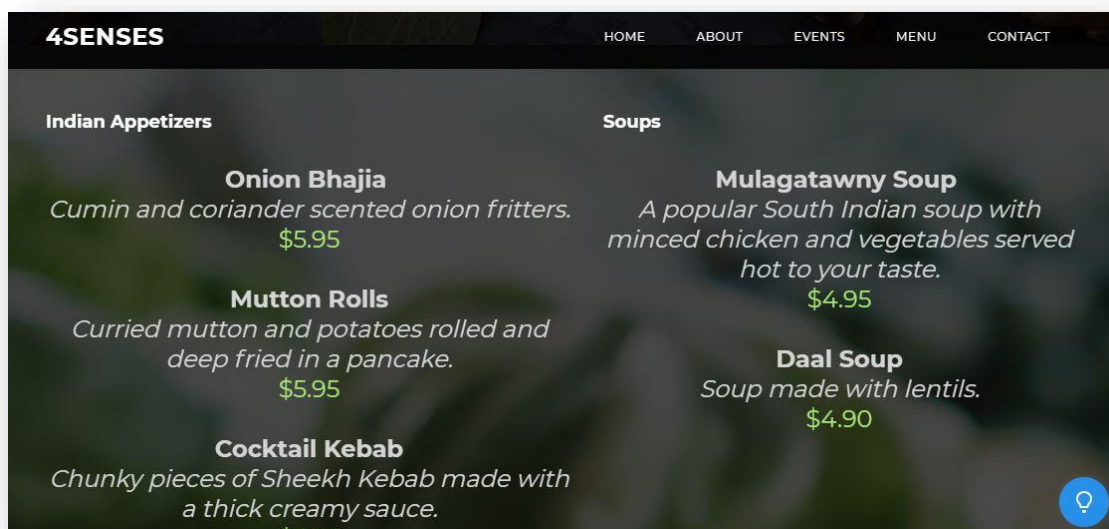 4SENSES
HOME ABOUT EVENTS MENU CONTACT
Indian Appetizers
Onion Bhajia
Cumin and coriander scented onion fritters.
$5.95
Mutton Rolls
Curried mutton and potatoes rolled and
deep fried in a pancake.
$5.95
Cocktail Kebab
Chunky pieces of Sheekh Kebab made with
a thick creamy sauce.
Soups
Mulagatawny Soup
A popular South Indian soup with
minced chicken and vegetables served
hot to your taste.
$4.95
Daal Soup
Soup made with lentils.
$4.90